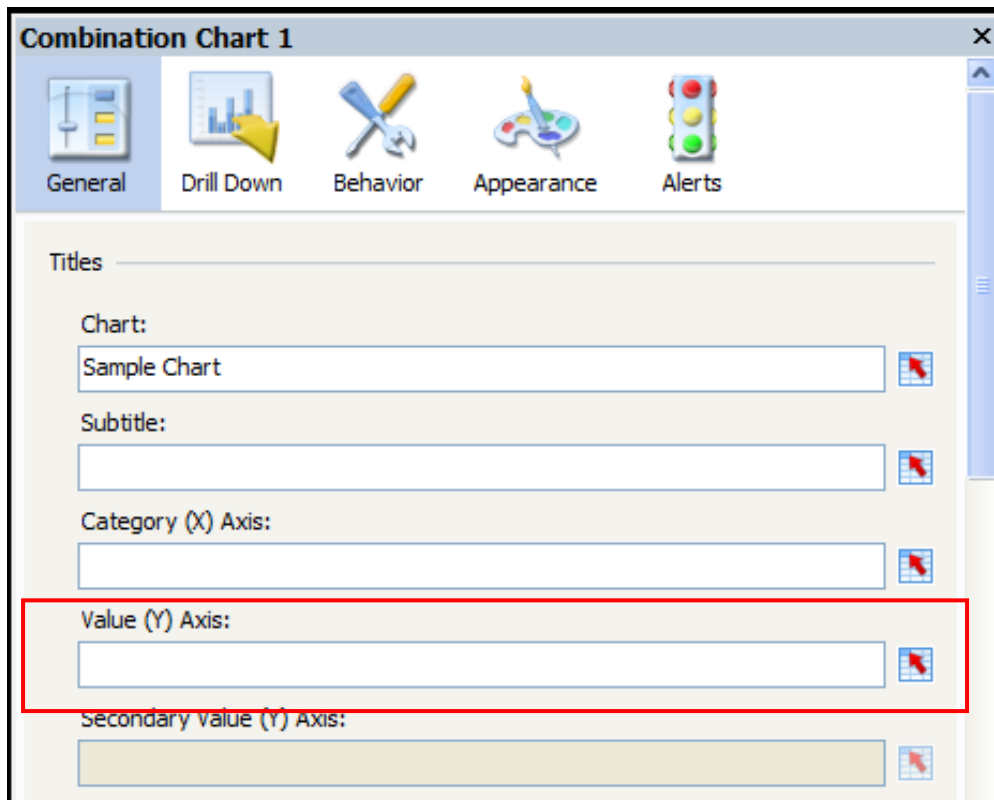 Combination Chart 1
General Drill Down Behavior Appearance Alerts
Titles
Chart:
Sample Chart
Subtitle:
Category (X) Axis:
Value (Y) Axis:
Secondary Value (Y) Axis: